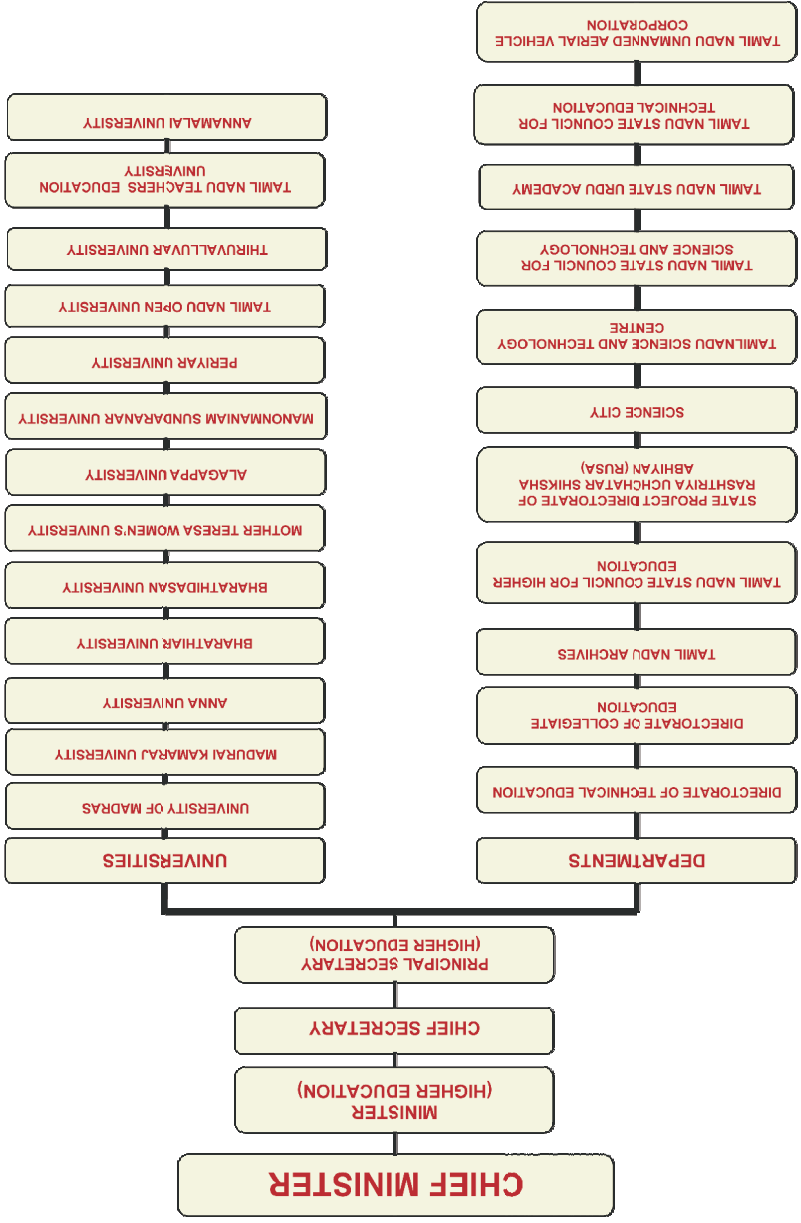 CHIEF MINISTER
MINISTER
(HIGHER EDUCATION)
CHIEF SECRETARY
PRINCIPAL SECRETARY
(HIGHER EDUCATION)
DEPARTMENTS
DIRECTORATE OF TECHNICAL EDUCATION
DIRECTORATE OF COLLEGIATE
EDUCATION
TAMIL NADU ARCHIVES
TAMIL NADU STATE COUNCIL FOR HIGHER
EDUCATION
STATE PROJECT DIRECTORATE OF
RASHTRIYA UCHCHATAR SHIKSHA
ABHIYAN (RUSA)
SCIENCE CITY
TAMILNADU SCIENCE AND TECHNOLOGY
CENTRE
TAMIL NADU STATE COUNCIL FOR
SCIENCE AND TECHNOLOGY
TAMIL NADU STATE URDU ACADEMY
TAMIL NADU STATE COUNCIL FOR
TECHNICAL EDUCATION
TAMIL NADU UNMANNED AERIAL VEHICLE
CORPORATION
UNIVERSITIES
UNIVERSITY OF MADRAS
MADURAI KAMARAJ UNIVERSITY
ANNA UNIVERSITY
BHARATHIAR UNIVERSITY
BHARATHIDASAN UNIVERSITY
MOTHER TERESA WOMEN'S UNIVERSITY
ALAGAPPA UNIVERSITY
MANONMANIAM SUNDARANAR UNIVERSITY
PERIYAR UNIVERSITY
TAMIL NADU OPEN UNIVERSITY
THIRUVALLUVAR UNIVERSITY
TAMIL NADU TEACHERS EDUCATION
UNIVERSITY
ANNAMALAI UNIVERSITY